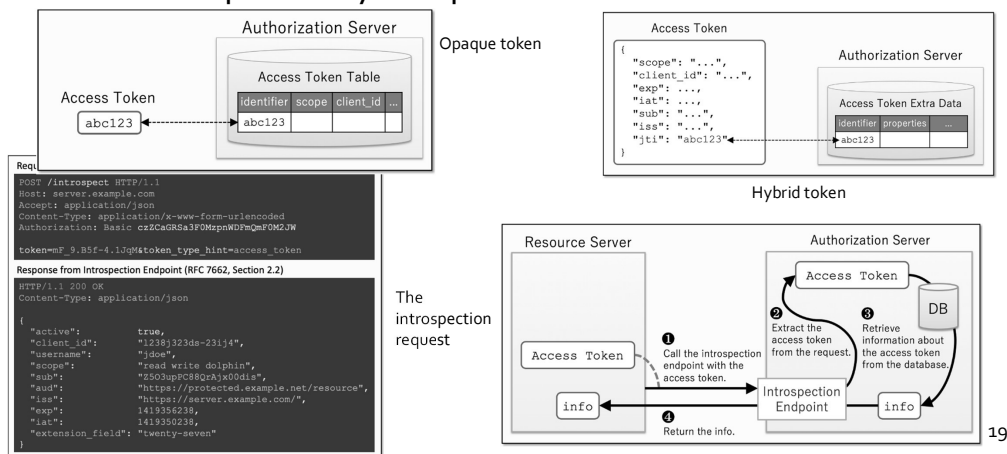 Authorization Server
Access Token Table
identifier scope client_id ...
abc123
Access Token
abc123
Opaque token
Access Token
{
"scope": "...",
"client_id": "...",
"exp": ...,
"iat": ...,
"sub": "...",
"iss": "...",
"jti": "abc123"
}
Authorization Server
Access Token Extra Data
identifier properties ...
abc123
Hybrid token
POST /introspect HTTP/1.1
Host: server.example.com
Accept: application/json
Content-Type: application/x-www-form-urlencoded
Authorization: Basic czZCaGRSa3F0MzpnWDFmQmF0M2JW
token=mF_9.B5f-4.1JqM&token_type_hint=access_token
Response from Introspection Endpoint (RFC 7662, Section 2.2)
HTTP/1.1 200 OK
Content-Type: application/json
{
"active": true,
"client_id": "1238j323ds-23ij4",
"username": "jdoe",
"scope": "read write dolphin",
"sub": "Z5O3upPC88QrAjx00dis",
"aud": "https://protected.example.net/resource",
"iss": "https://server.example.com/",
"exp": 1419356238,
"iat": 1419350238,
"extension_field": "twenty-seven"
}
The
introspection
request
Resource Server
Access Token
info
❶
Call the introspection
endpoint with the
access token.
❹
Return the info.
Authorization Server
Access Token
DB
❷
Extract the
access token
from the request.
❸
Retrieve
information about
the access token
from the database.
Introspection
Endpoint
info
19